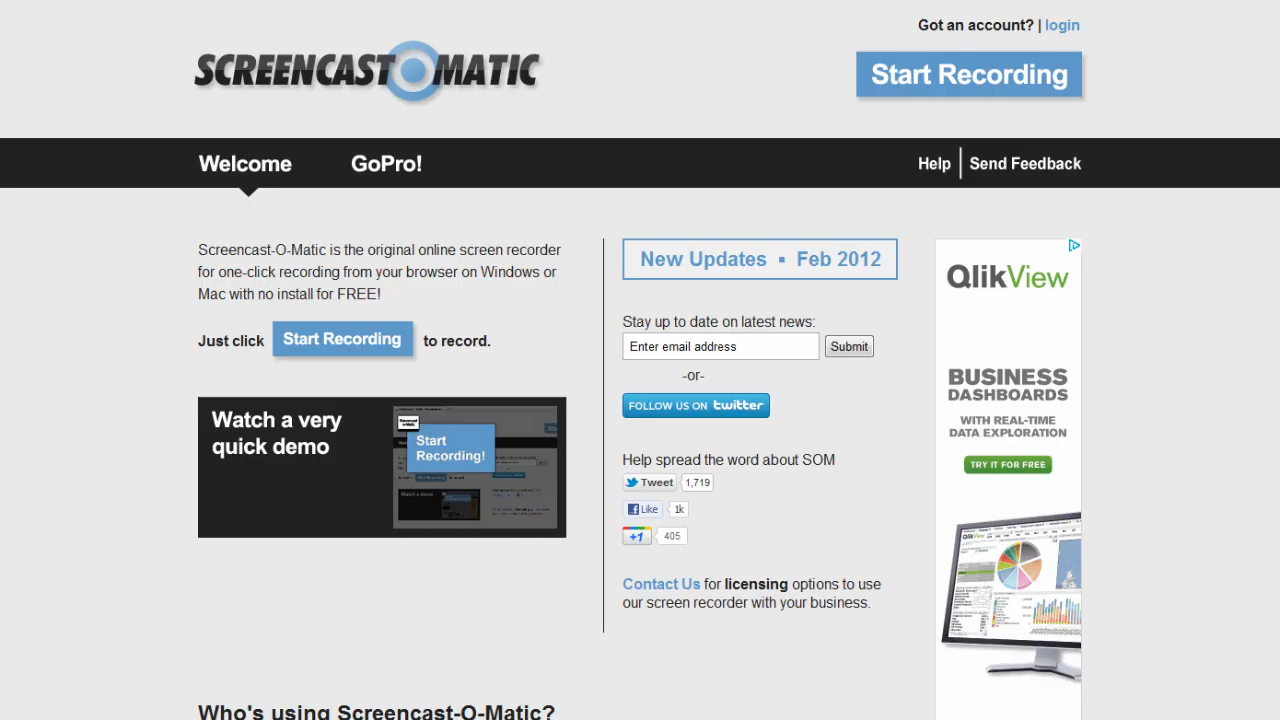 Got an account? | login
SCREENCAST O MATIC
Start Recording
Welcome
GoPro!
Help
Send Feedback
Screencast-O-Matic is the original online screen recorder
for one-click recording from your browser on Windows or
Mac with no install for FREE!
Just click Start Recording to record.
Watch a very
quick demo
Start
Recording!
New Updates ▪ Feb 2012
Stay up to date on latest news:
Enter email address Submit
-or-
FOLLOW US ON twitter
Help spread the word about SOM
Tweet 1,719
Like 1k
+1 405
Contact Us for licensing options to use
our screen recorder with your business.
QlikView
BUSINESS
DASHBOARDS
WITH REAL-TIME
DATA EXPLORATION
TRY IT FOR FREE
QlikView
Who's using Screencast-O-Matic?